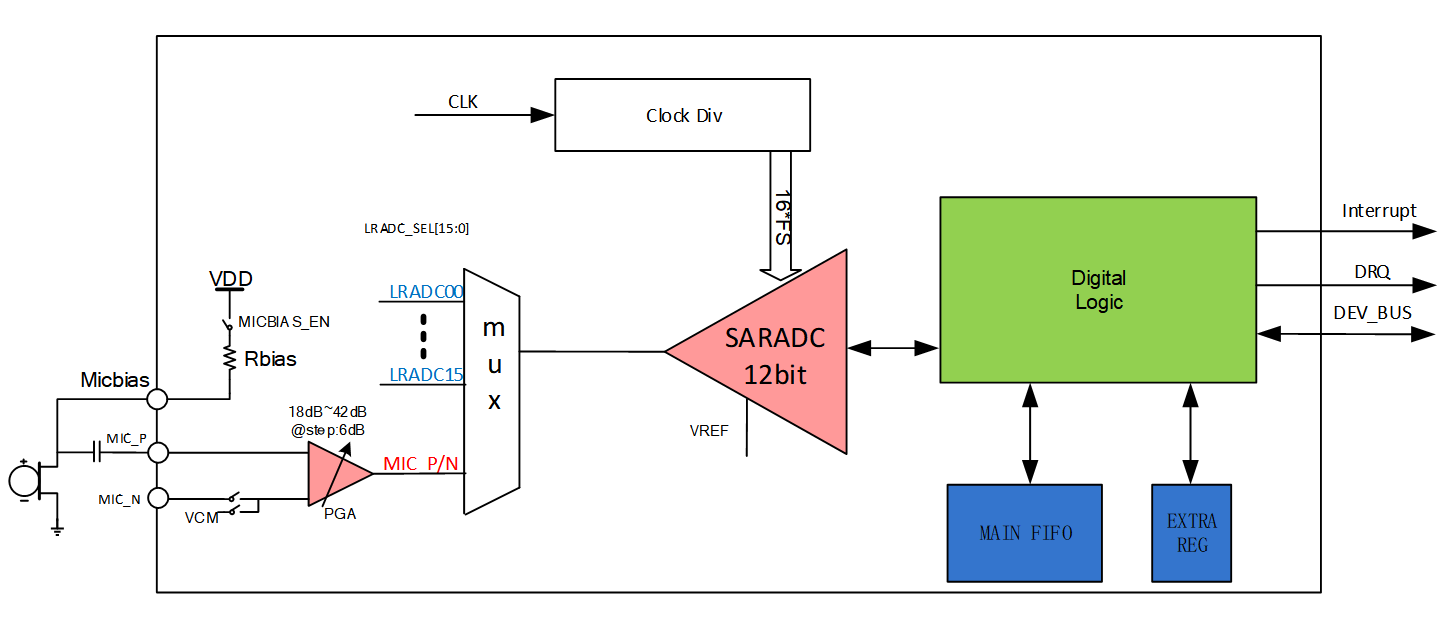 CLK
Clock Div
16*FS
LRADC_SEL[15:0]
LRADC00
LRADC15
mux
SARADC
12bit
VREF
Digital
Logic
Interrupt
DRQ
DEV_BUS
VDD
MICBIAS_EN
Rbias
Micbias
18dB~42dB
@step:6dB
MIC_P
MIC_P/N
MIC_N
VCM
PGA
+
−
MAIN FIFO
EXTRA
REG